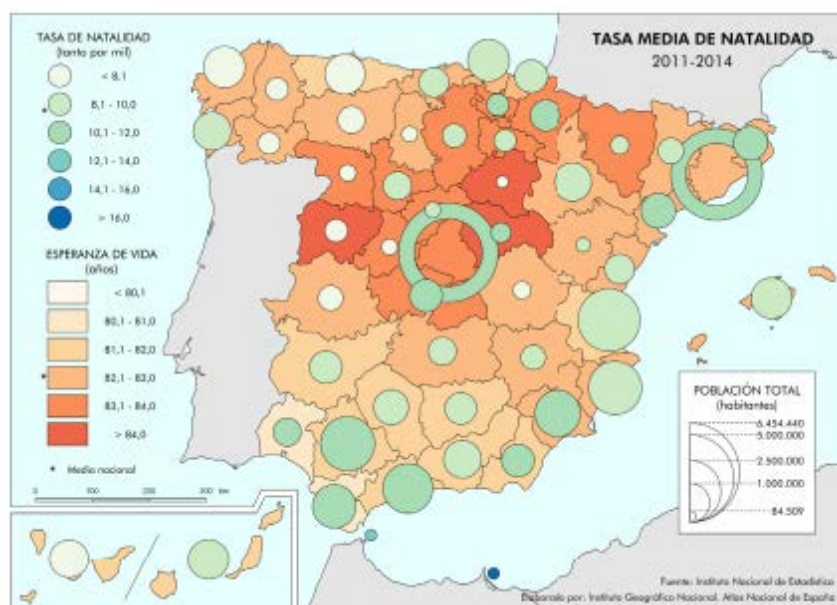 TASA MEDIA DE NATALIDAD
2011-2014
TASA DE NATALIDAD
(tanto por mil)
< 8,1
8,1 - 10,0
10,1 - 12,0
12,1 - 14,0
14,1 - 16,0
> 16,0
ESPERANZA DE VIDA
(años)
< 80,1
80,1 - 81,0
81,1 - 82,0
82,1 - 83,0
83,1 - 84,0
> 84,0
* Media nacional
0 100 200 300 km
POBLACIÓN TOTAL
(habitantes)
6.454.440
5.000.000
2.500.000
1.000.000
84.509
Fuente: Instituto Nacional de Estadística
Elaborado por: Instituto Geográfico Nacional. Atlas Nacional de España